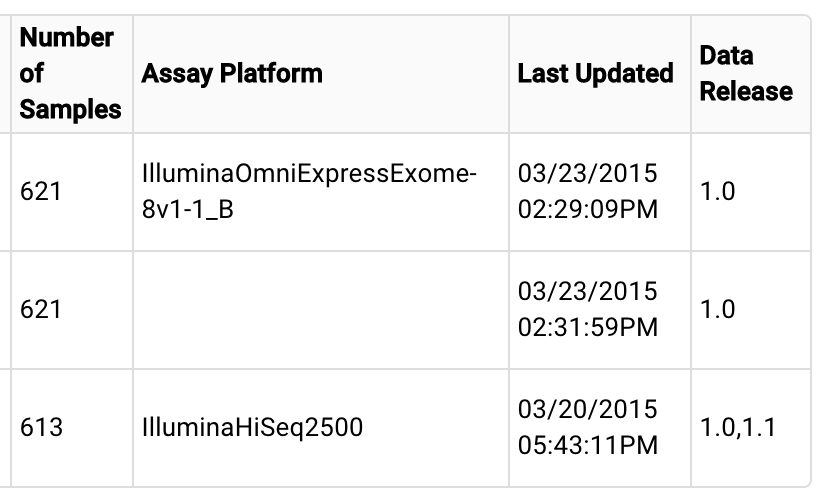 Number
of
Samples
Assay Platform
Last Updated
Data
Release
621
IlluminaOmniExpressExome-
8v1-1_B
03/23/2015
02:29:09PM
1.0
621
03/23/2015
02:31:59PM
1.0
613
IlluminaHiSeq2500
03/20/2015
05:43:11PM
1.0,1.1